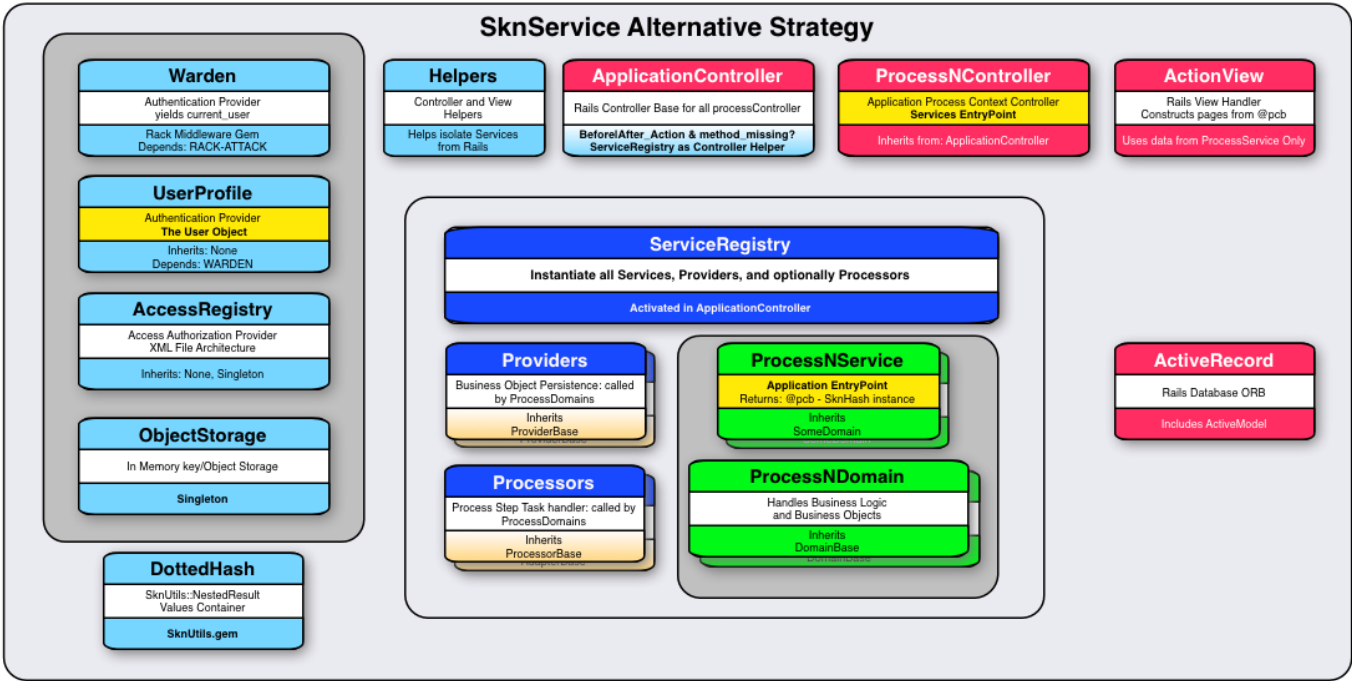 SknService Alternative Strategy
Warden
Authentication Provider
yields current_user
Rack Middleware Gem
Depends: RACK-ATTACK
UserProfile
Authentication Provider
The User Object
Inherits: None
Depends: WARDEN
AccessRegistry
Access Authorization Provider
XML File Architecture
Inherits: None, Singleton
ObjectStorage
In Memory key/Object Storage
Singleton
DottedHash
SknUtils::NestedResult
Values Container
SknUtils.gem
Helpers
Controller and View
Helpers
Helps isolate Services
from Rails
ApplicationController
Rails Controller Base for all processController
BeforelAfter_Action & method_missing?
ServiceRegistry as Controller Helper
ProcessNController
Application Process Context Controller
Services EntryPoint
Inherits from: ApplicationController
ActionView
Rails View Handler
Constructs pages from @pcb
Uses data from ProcessService Only
ServiceRegistry
Instantiate all Services, Providers, and optionally Processors
Activated in ApplicationController
Providers
Business Object Persistence: called
by ProcessDomains
Inherits
ProviderBase
ProviderBase
Processors
Process Step Task handler: called by
ProcessDomains
Inherits
ProcessorBase
AdapterBase
ProcessNService
Application EntryPoint
Returns: @pcb - SknHash instance
Inherits
SomeDomain
ProcessNDomain
Handles Business Logic
and Business Objects
Inherits
DomainBase
DomainBase
ActiveRecord
Rails Database ORB
Includes ActiveModel